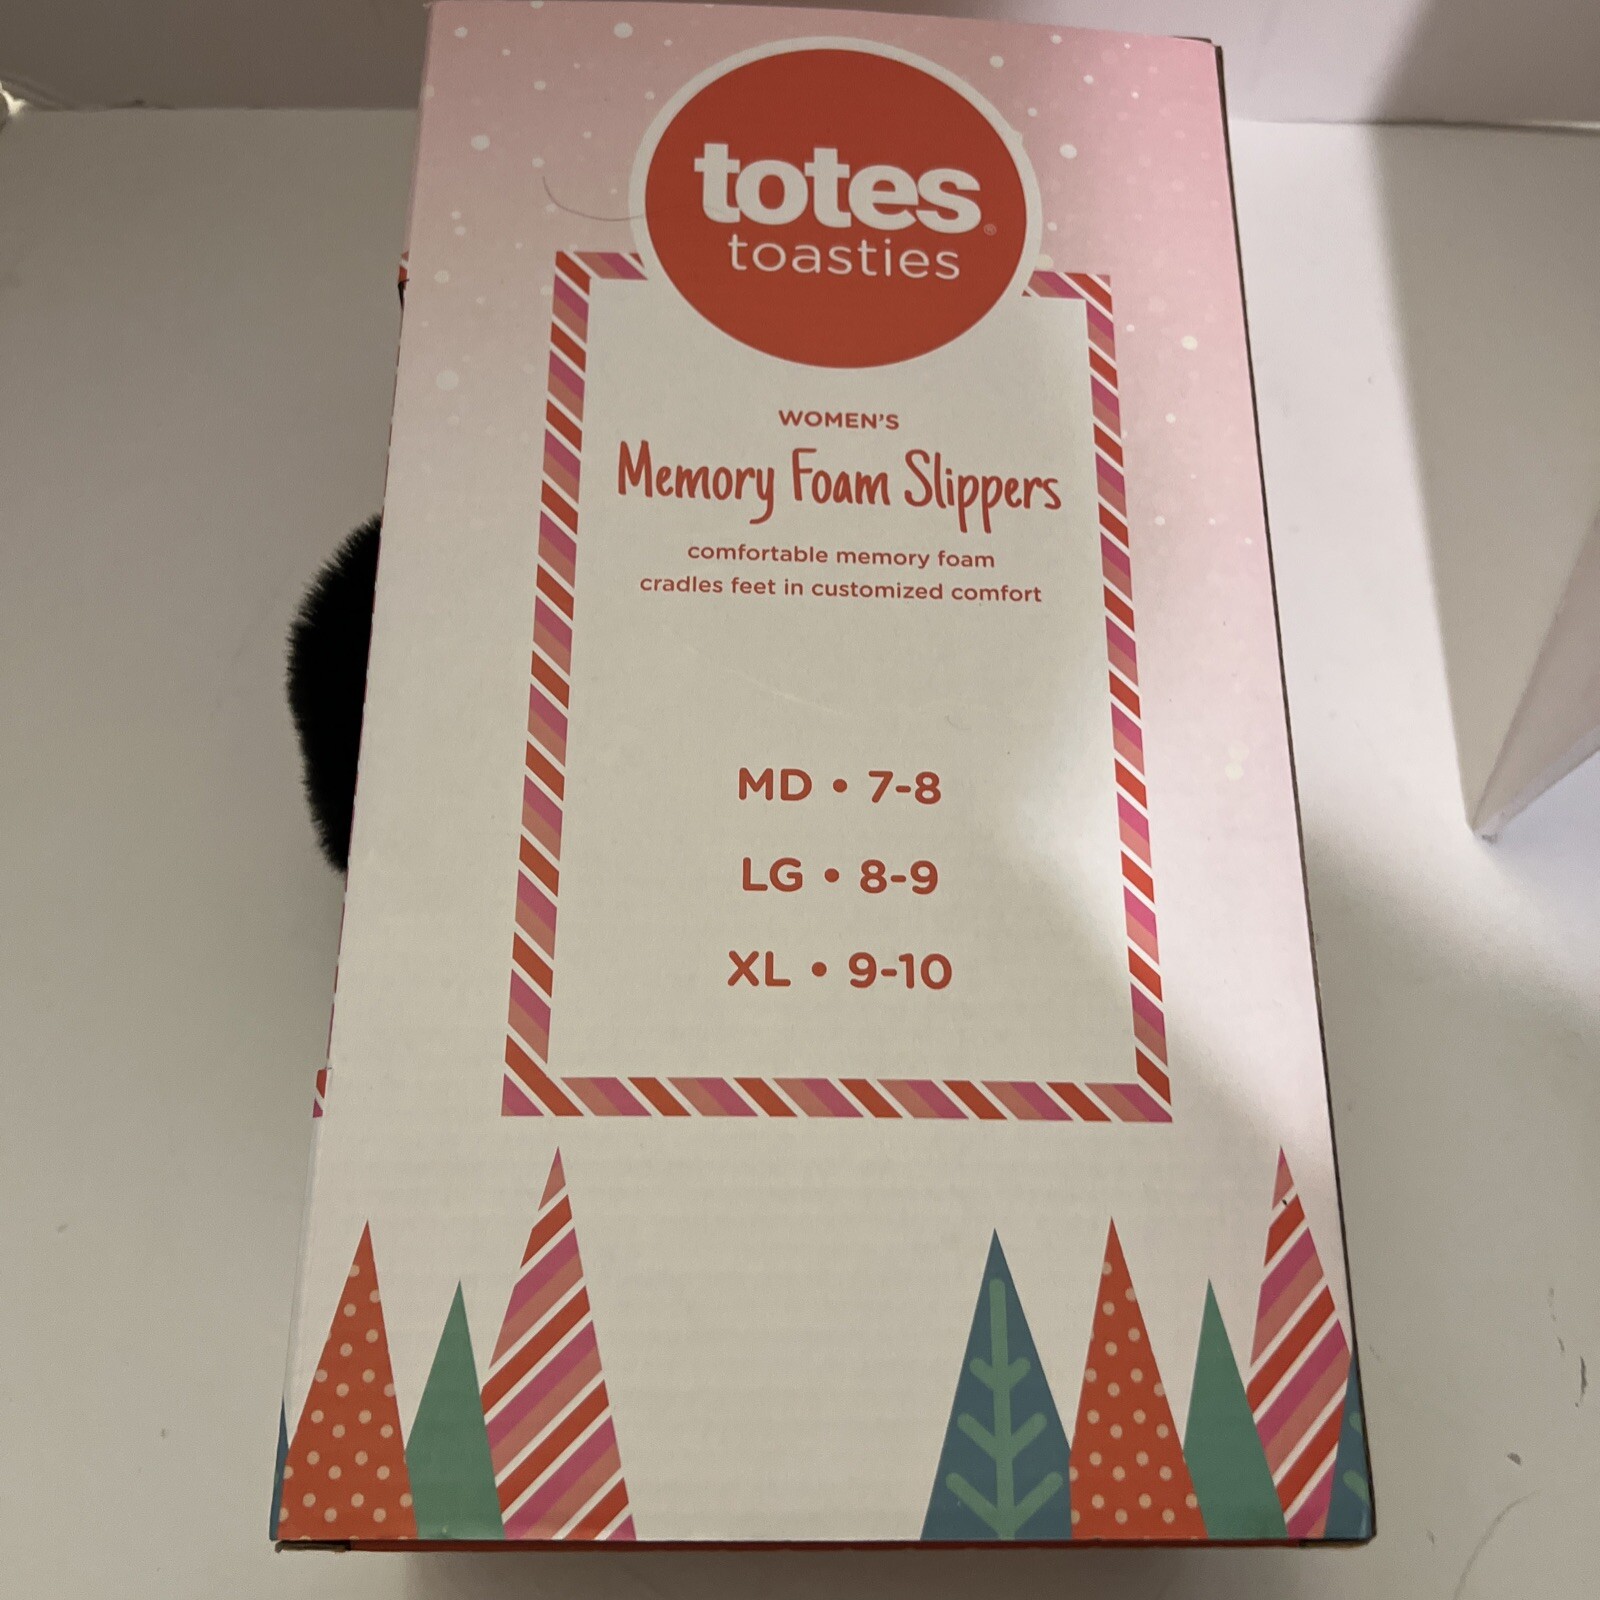 totes®
toasties
WOMEN'S
Memory Foam Slippers
comfortable memory foam
cradles feet in customized comfort
MD • 7-8
LG • 8-9
XL • 9-10